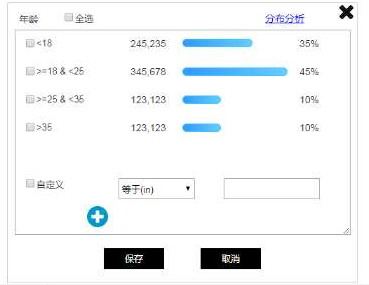 年龄 全选 分布分析
<18 245,235 35%
>=18 & <25 345,678 45%
>=25 & <35 123,123 10%
>35 123,123 10%
自定义 等于(in)
保存 取消